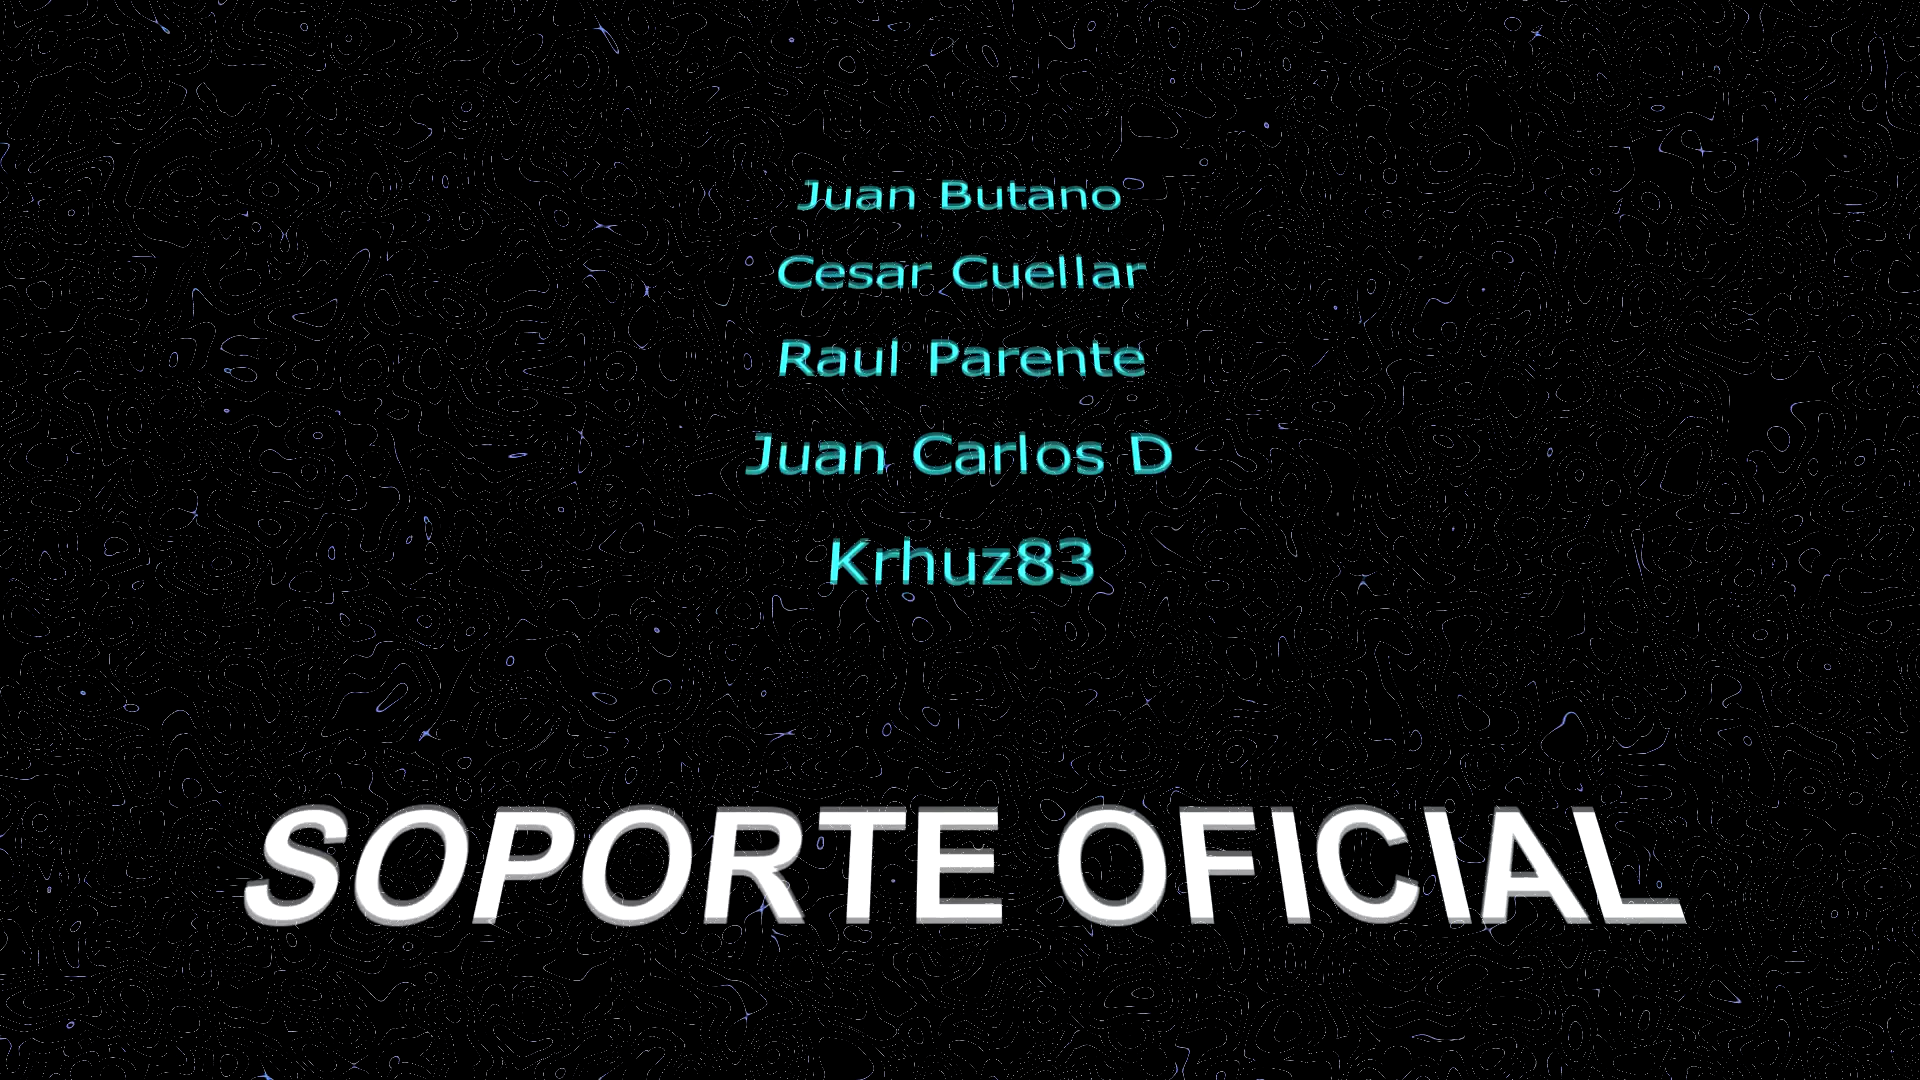 Juan Butano
Cesar Cuellar
Raul Parente
Juan Carlos D
Krhuz83
SOPORTE OFICIAL